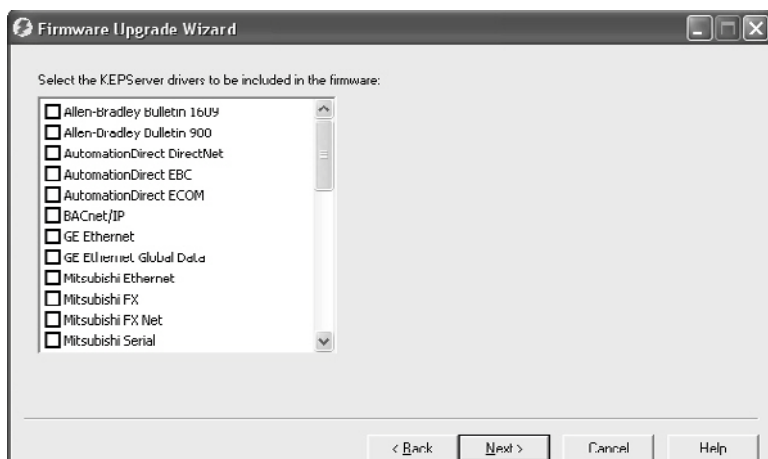 Firmware Upgrade Wizard
Select the KEPServer drivers to be included in the firmware:
Allen-Bradley Bulletin 1609
Allen-Bradley Bulletin 900
AutomationDirect DirectNet
AutomationDirect EBC
AutomationDirect ECOM
BACnet/IP
GE Ethernet
GE Ethernet Global Data
Mitsubishi Ethernet
Mitsubishi FX
Mitsubishi FX Net
Mitsubishi Serial
< Back Next > Cancel Help